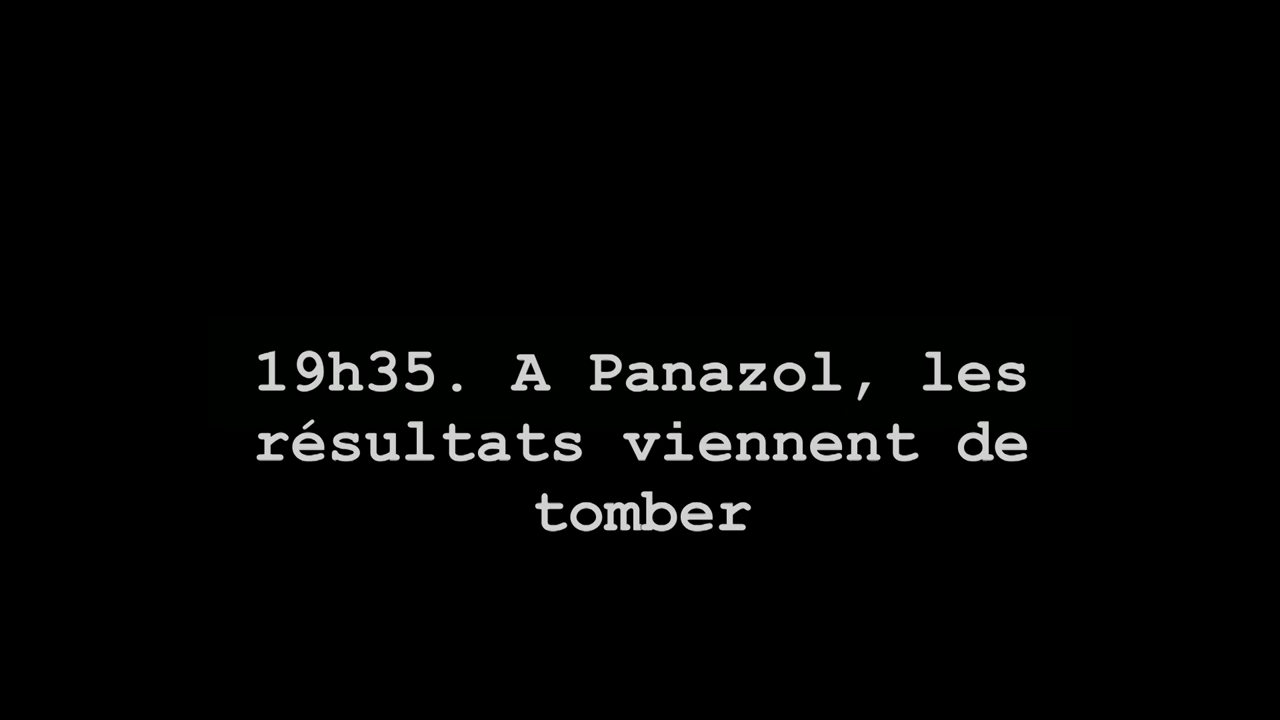 19h35. A Panazol, les
résultats viennent de
tomber